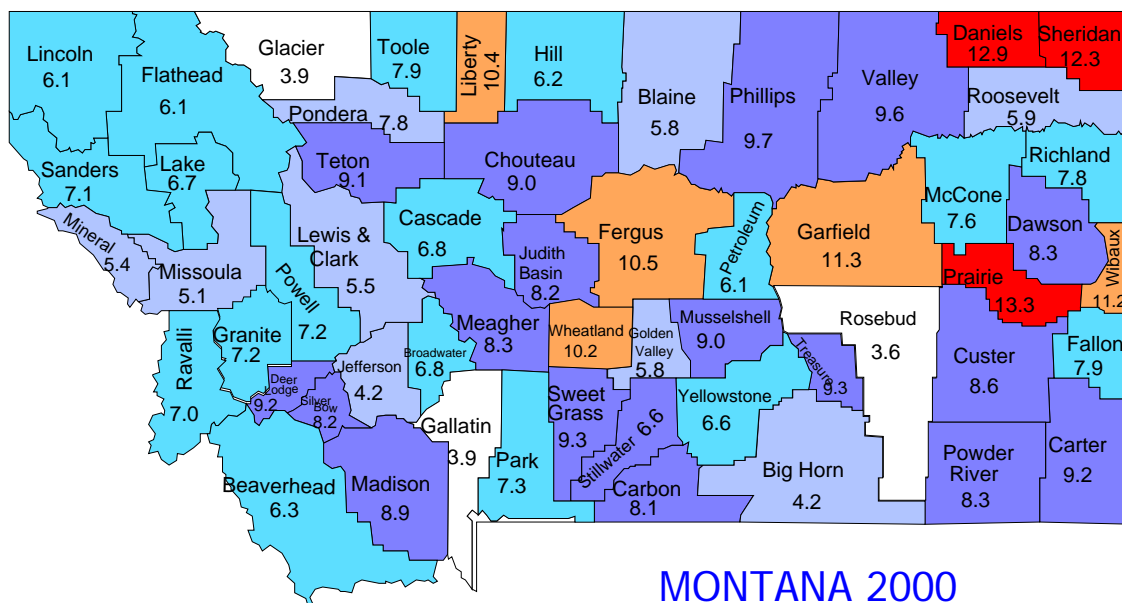 Lincoln
6.1
Flathead
6.1
Glacier
3.9
Toole
7.9
Liberty
10.4
Hill
6.2
Blaine
5.8
Phillips
9.7
Valley
9.6
Daniels
12.9
Sheridan
12.3
Roosevelt
5.9
Pondera
7.8
Teton
9.1
Chouteau
9.0
Sanders
7.1
Lake
6.7
Richland
7.8
McCone
7.6
Dawson
8.3
Wibaux
11.2
Mineral
5.4
Missoula
5.1
Powell
7.2
Lewis &
Clark
5.5
Cascade
6.8
Judith
Basin
8.2
Fergus
10.5
Petroleum
6.1
Garfield
11.3
Prairie
13.3
Ravalli
7.0
Granite
7.2
Deer
Lodge
9.2
Silver
Bow
8.2
Jefferson
4.2
Broadwater
6.8
Meagher
8.3
Wheatland
10.2
Golden
Valley
5.8
Musselshell
9.0
Treasure
9.3
Rosebud
3.6
Custer
8.6
Fallon
7.9
Gallatin
3.9
Park
7.3
Sweet
Grass
9.3
Stillwater
6.6
Yellowstone
6.6
Carbon
8.1
Big Horn
4.2
Powder
River
8.3
Carter
9.2
Beaverhead
6.3
Madison
8.9
MONTANA 2000